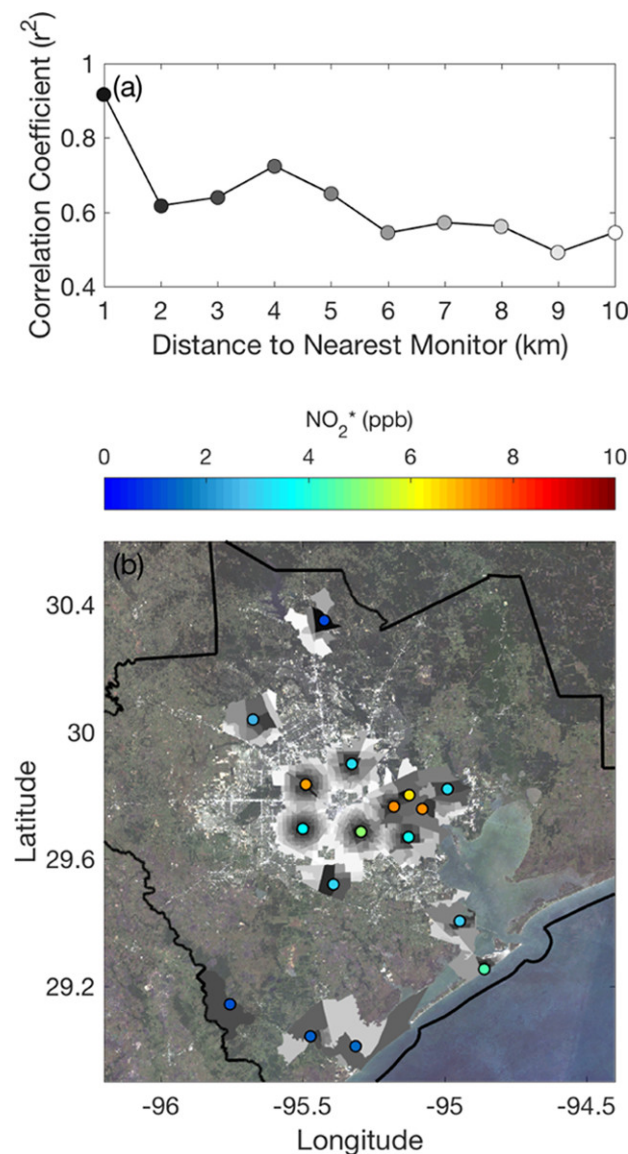 (a)
Correlation Coefficient (r²)
1
0.8
0.6
0.4
1 2 3 4 5 6 7 8 9 10
Distance to Nearest Monitor (km)
NO₂* (ppb)
0 2 4 6 8 10
(b)
Latitude
30.4
30
29.6
29.2
-96 -95.5 -95 -94.5
Longitude